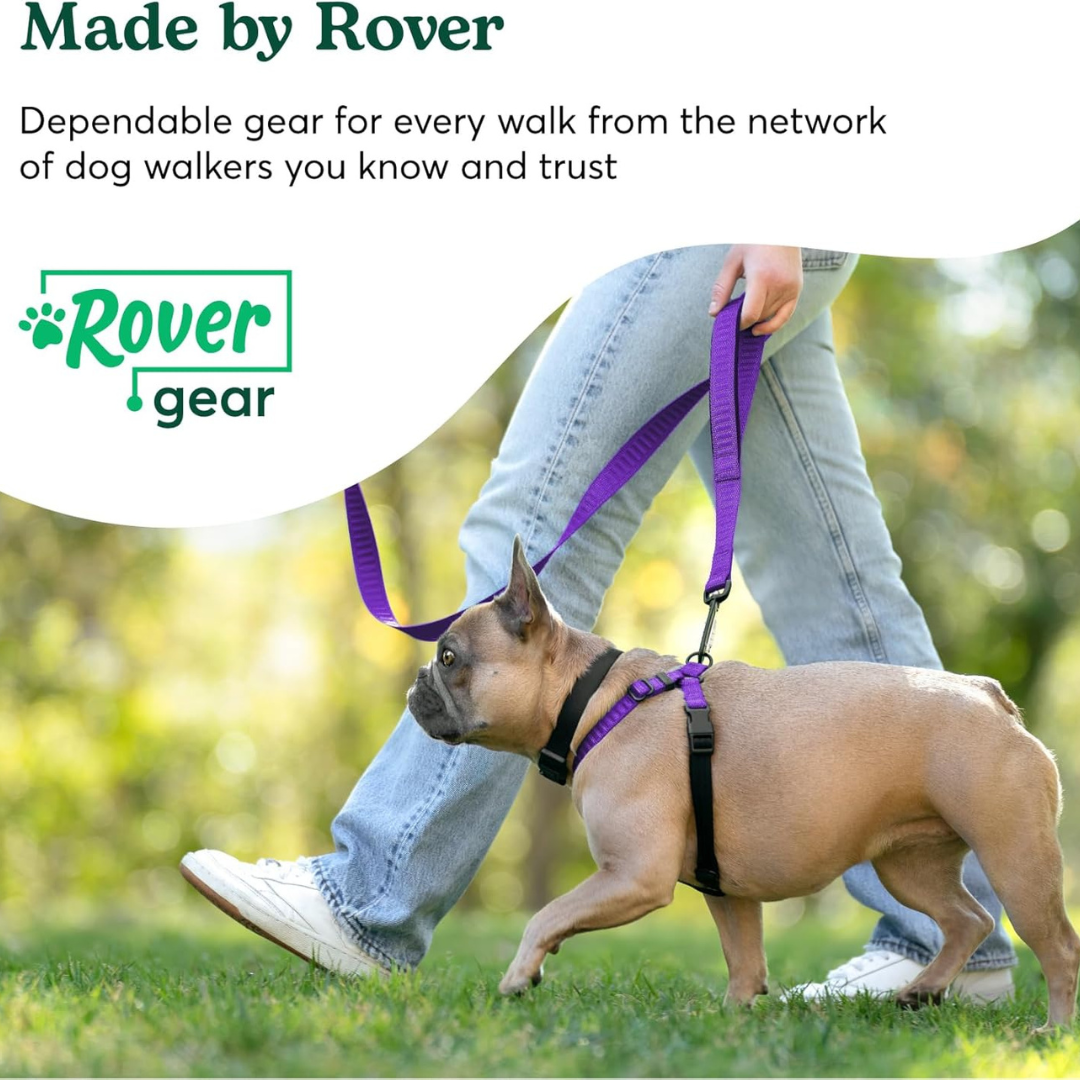 Made by Rover
Dependable gear for every walk from the network
of dog walkers you know and trust
Rover
gear